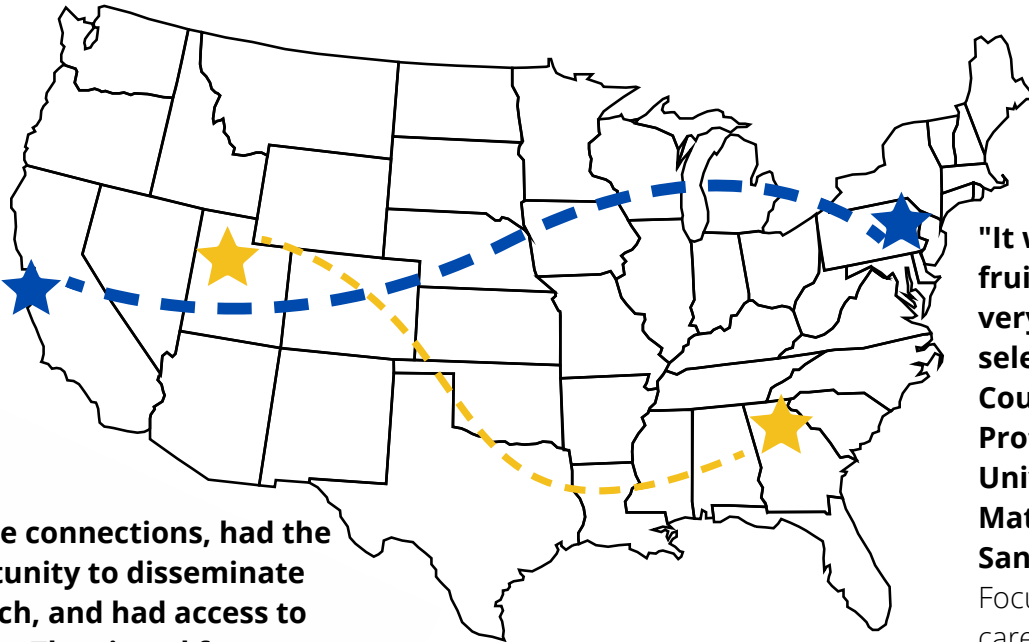 "It
frui
very
sele
Cou
Pro
Uni
Mat
San
Focu
care
e connections, had the
tunity to disseminate
ch, and had access to